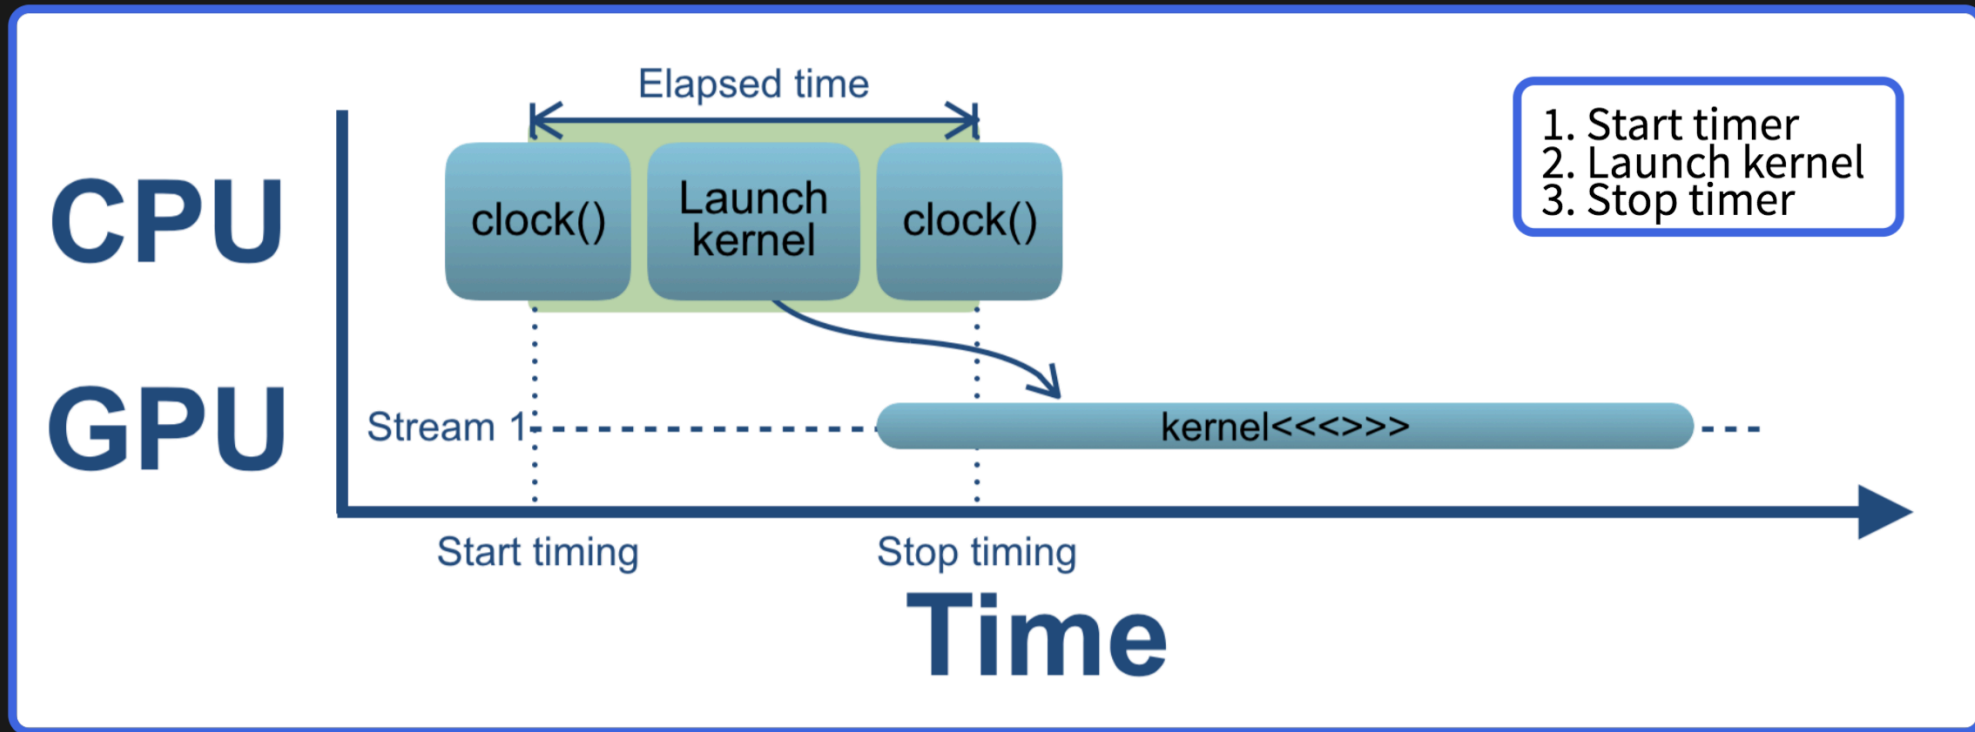 Elapsed time
1. Start timer
2. Launch kernel
3. Stop timer
CPU
clock()
Launch
kernel
clock()
GPU
Stream 1
kernel<<<>>>
Start timing
Stop timing
Time